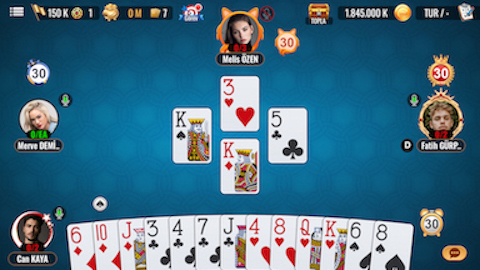 150 K 1 10 M 7 TOPLA 1.845.000 K TUR / -
0/3
30
Melis ÖZEN
30
30
3
K
5
0/EA
0/2
Merve DEMİ..
D Fatih GÜRP..
K
30
0/2
Can KAYA
6 10 J 3 4 7 J 4 8 Q K K 6 8